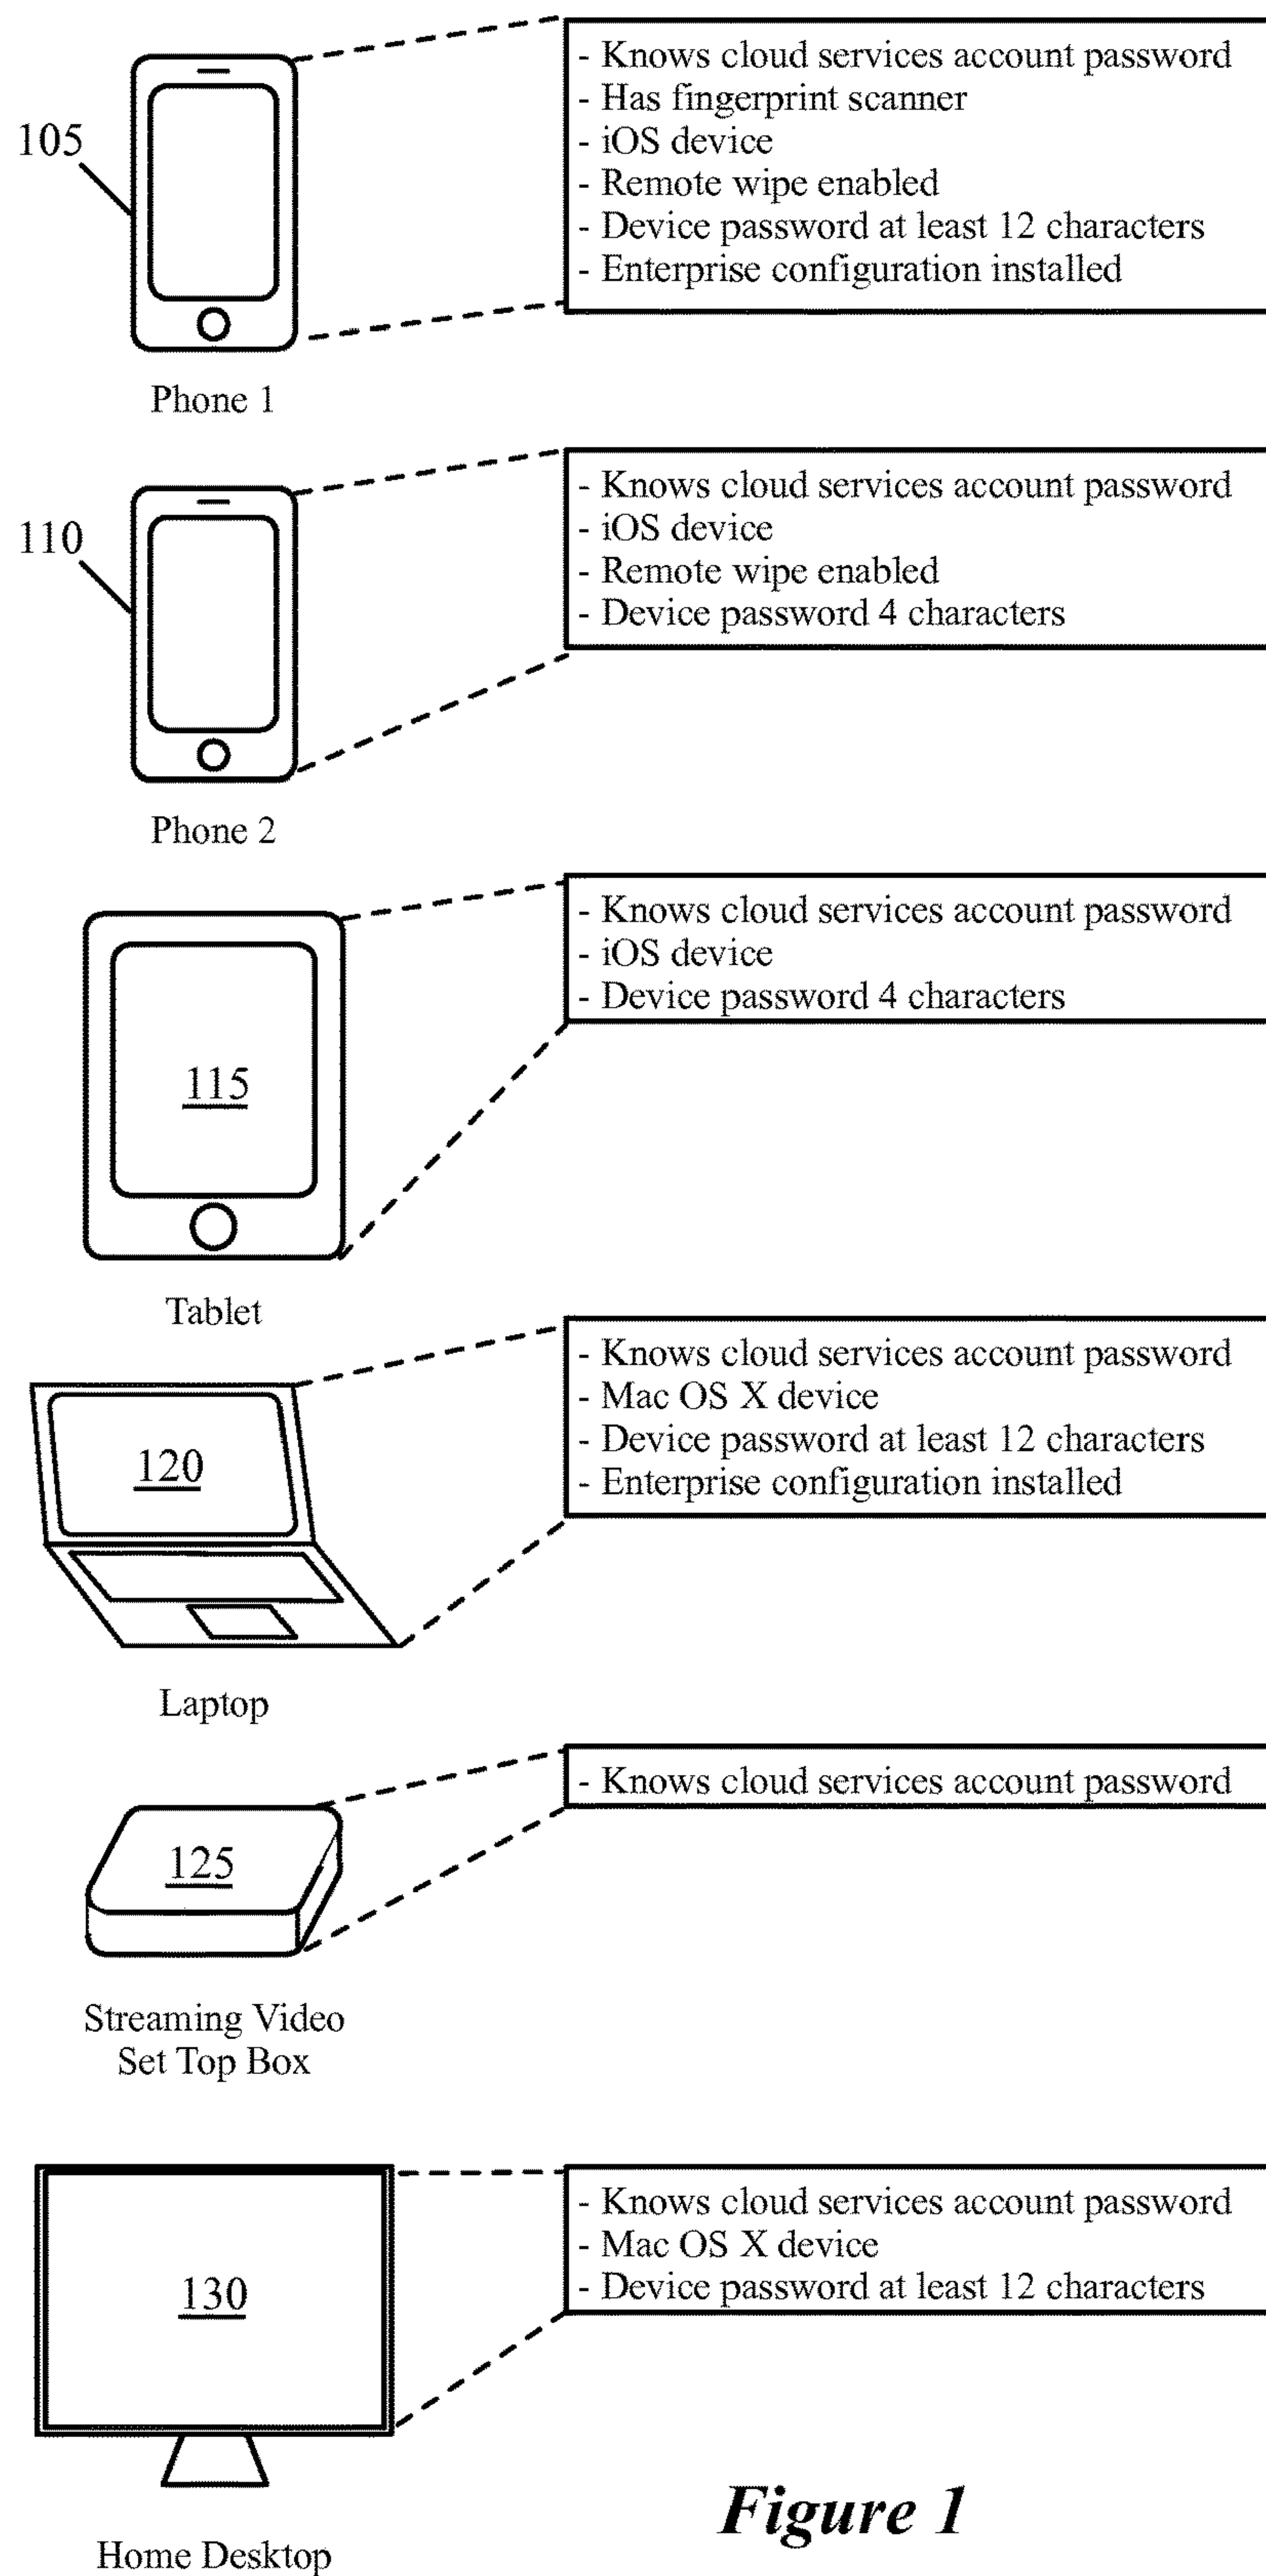 - Knows cloud services account password
- Has fingerprint scanner
- iOS device
- Remote wipe enabled
- Device password at least 12 characters
- Enterprise configuration installed
105
Phone 1
- Knows cloud services account password
- iOS device
- Remote wipe enabled
- Device password 4 characters
110
Phone 2
- Knows cloud services account password
- iOS device
- Device password 4 characters
115
Tablet
- Knows cloud services account password
- Mac OS X device
- Device password at least 12 characters
- Enterprise configuration installed
120
Laptop
- Knows cloud services account password
125
Streaming Video
Set Top Box
- Knows cloud services account password
- Mac OS X device
- Device password at least 12 characters
130
Home Desktop
Figure 1